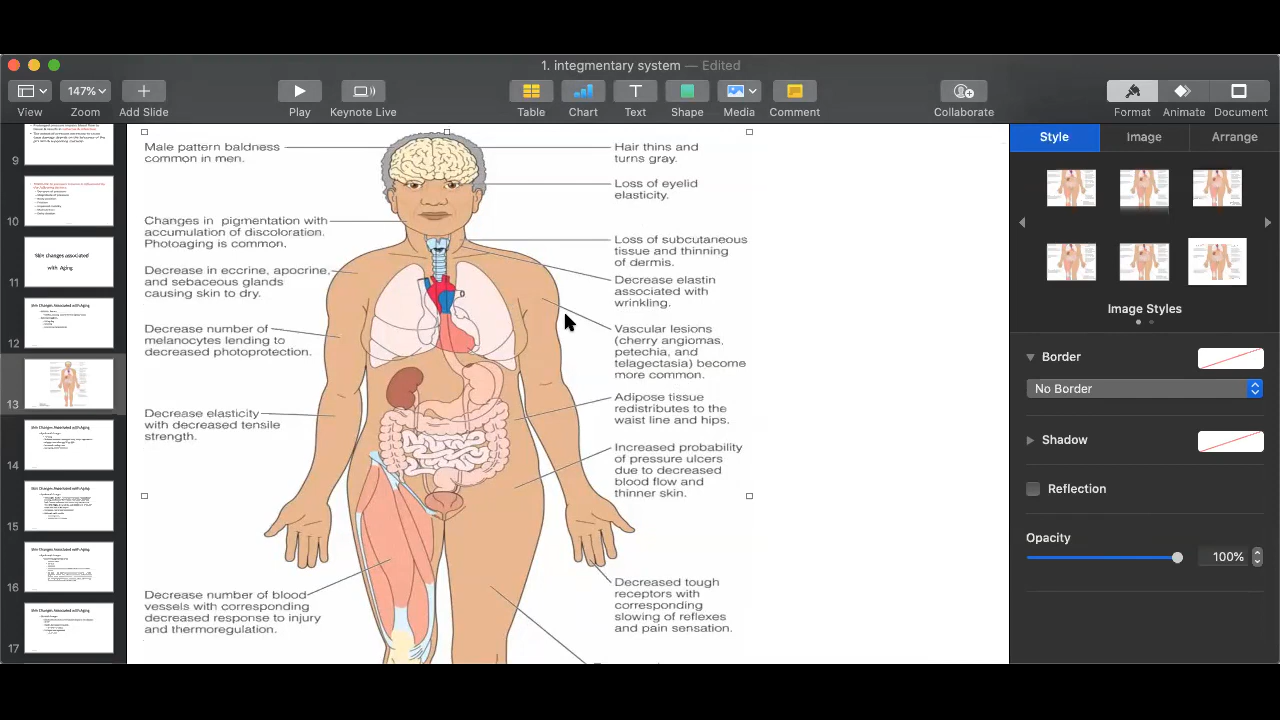 1. integmentary system — Edited
147%
View
Zoom
Add Slide
Play
Keynote Live
Table
Chart
Text
Shape
Media
Comment
Collaborate
Format
Animate
Document
9
10
Skin changes associated
with Aging
11
Skin Changes Associated with Aging
12
13
Skin Changes Associated with Aging
14
Skin Changes Associated with Aging
15
Skin Changes Associated with Aging
16
Skin Changes Associated with Aging
17
Male pattern baldness
common in men.
Changes in pigmentation with
accumulation of discoloration.
Photoaging is common.
Decrease in eccrine, apocrine,
and sebaceous glands
causing skin to dry.
Decrease number of
melanocytes lending to
decreased photoprotection.
Decrease elasticity
with decreased tensile
strength.
Decrease number of blood
vessels with corresponding
decreased response to injury
and thermoregulation.
Hair thins and
turns gray.
Loss of eyelid
elasticity.
Loss of subcutaneous
tissue and thinning
of dermis.
Decrease elastin
associated with
wrinkling.
Vascular lesions
(cherry angiomas,
petechia, and
telagectasia) become
more common.
Adipose tissue
redistributes to the
waist line and hips.
Increased probability
of pressure ulcers
due to decreased
blood flow and
thinner skin.
Decreased tough
receptors with
corresponding
slowing of reflexes
and pain sensation.
Style
Image
Arrange
Image Styles
Border
No Border
Shadow
Reflection
Opacity
100%